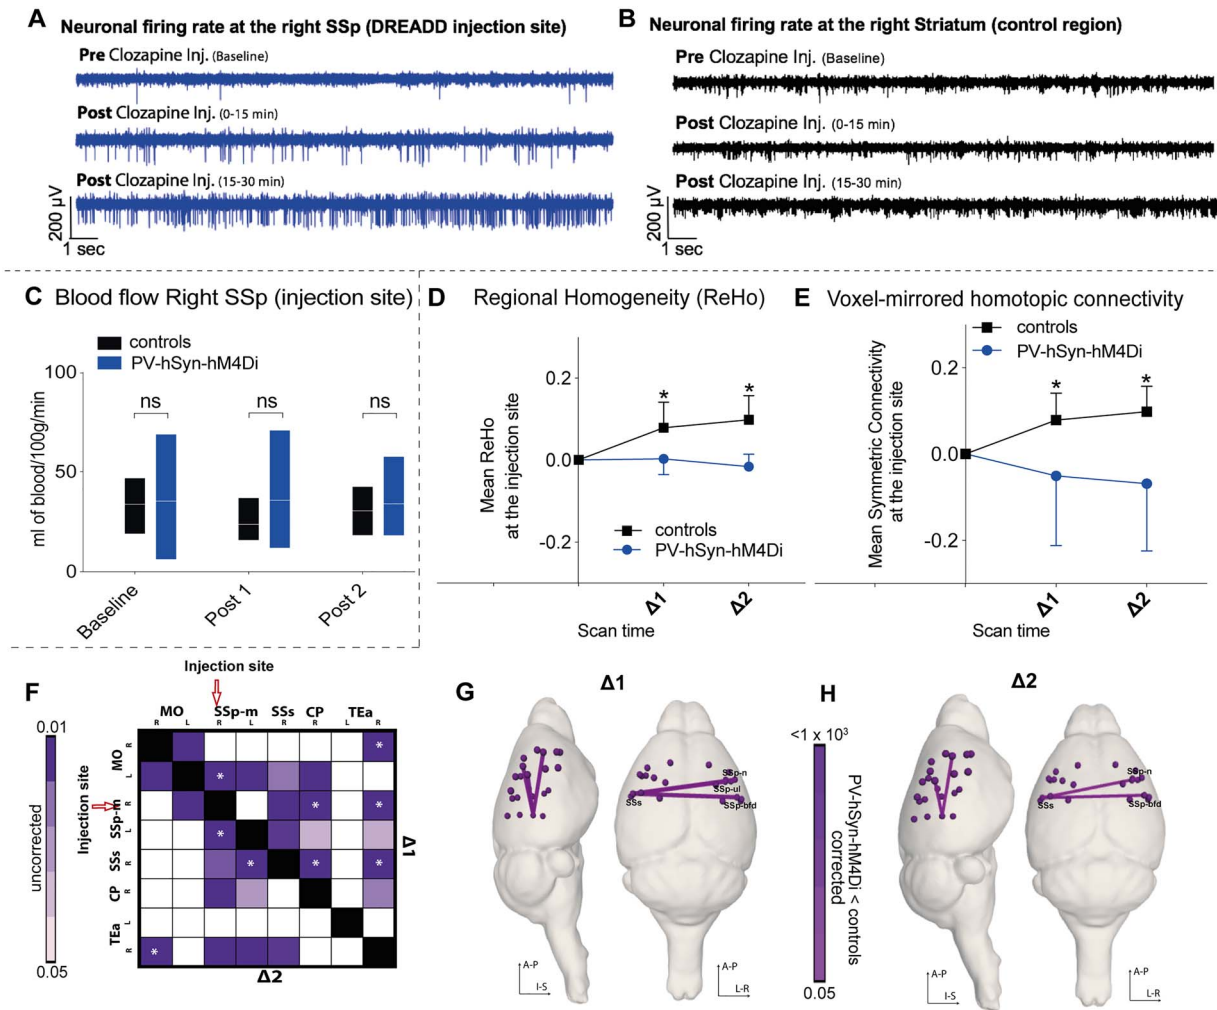 A Neuronal firing rate at the right SSp (DREADD injection site)
Pre Clozapine Inj. (Baseline)
Post Clozapine Inj. (0-15 min)
Post Clozapine Inj. (15-30 min)
200 µV
1 sec
B Neuronal firing rate at the right Striatum (control region)
Pre Clozapine Inj. (Baseline)
Post Clozapine Inj. (0-15 min)
Post Clozapine Inj. (15-30 min)
200 µV
1 sec
C Blood flow Right SSp (injection site)
controls
PV-hSyn-hM4Di
ml of blood/100g/min
100
50
0
ns ns ns
Baseline Post 1 Post 2
D Regional Homogeneity (ReHo)
Mean ReHo
at the injection site
0.2
0.0
-0.2
* *
controls
PV-hSyn-hM4Di
Δ1 Δ2
Scan time
E Voxel-mirrored homotopic connectivity
controls
PV-hSyn-hM4Di
Mean Symmetric Connectivity
at the injection site
0.2
0.0
-0.2
* *
Δ1 Δ2
Scan time
F
Injection site
MO SSp-m SSs CP TEa
R L R L R R L R
0.01
uncorrected
0.05
Injection site
MO
R
L
SSp-m
R
L
SSs
R
CP
R
TEa
L
R
*
*
* *
*
* * *
*
Δ1
Δ2
G Δ1
SSp-n
SSp-ul
SSs
SSp-bfd
A-P
I-S
A-P
L-R
H Δ2
<1 x 10³
PV-hSyn-hM4Di < controls
corrected
0.05
SSp-n
SSs
SSp-bfd
A-P
I-S
A-P
L-R